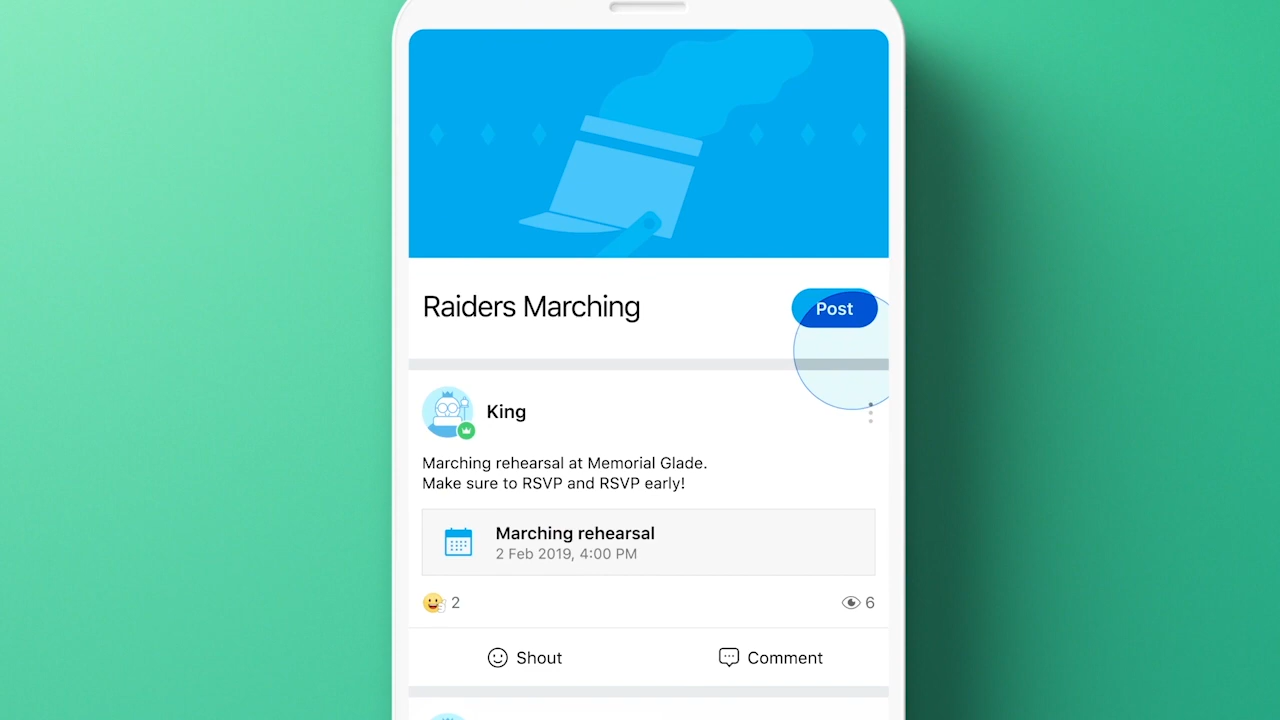 Raiders Marching
Post
King
Marching rehearsal at Memorial Glade.
Make sure to RSVP and RSVP early!
Marching rehearsal
2 Feb 2019, 4:00 PM
2
6
Shout
Comment